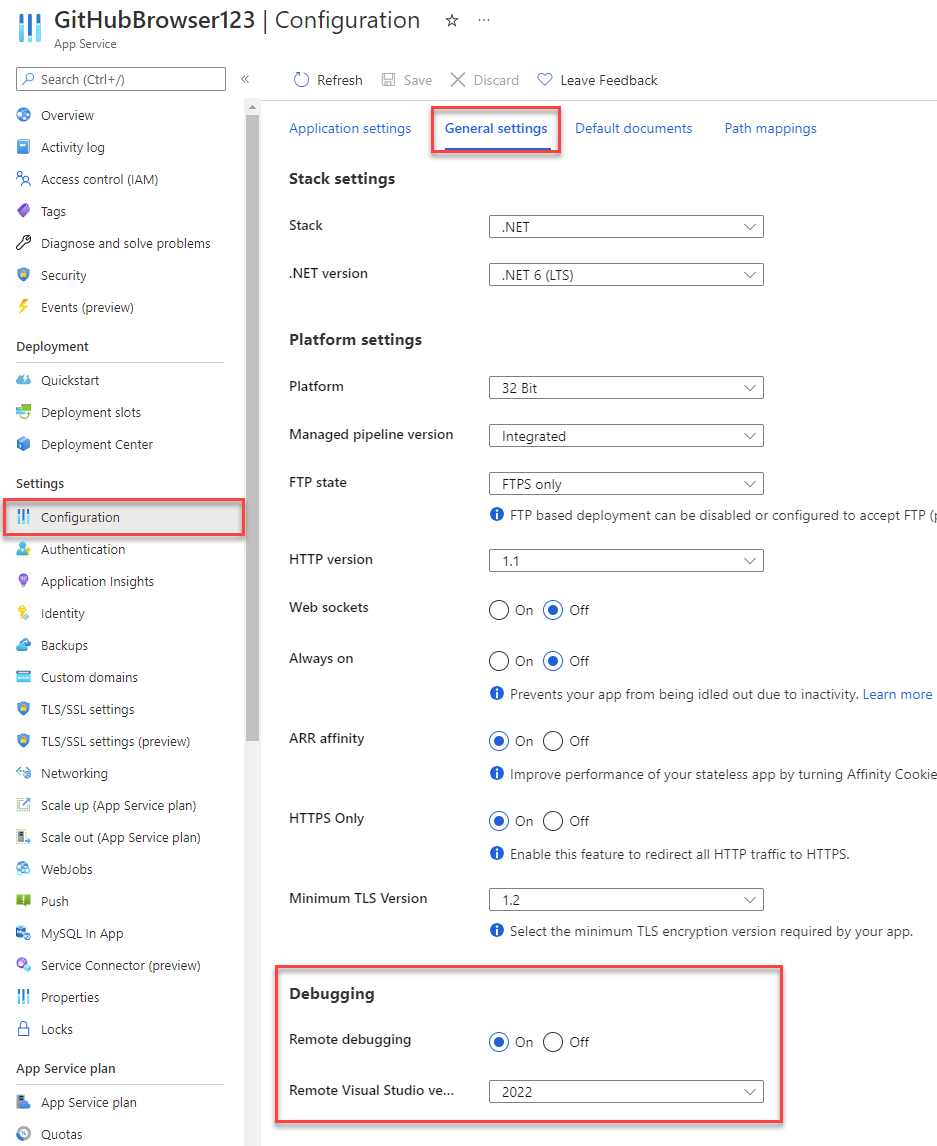 GitHubBrowser123 | Configuration ☆ ···
App Service
Search (Ctrl+/)
«
Overview
Activity log
Access control (IAM)
Tags
Diagnose and solve problems
Security
Events (preview)
Deployment
Quickstart
Deployment slots
Deployment Center
Settings
Configuration
Authentication
Application Insights
Identity
Backups
Custom domains
TLS/SSL settings
TLS/SSL settings (preview)
Networking
Scale up (App Service plan)
Scale out (App Service plan)
WebJobs
Push
MySQL In App
Service Connector (preview)
Properties
Locks
App Service plan
App Service plan
Quotas
Refresh Save Discard Leave Feedback
Application settings General settings Default documents Path mappings
Stack settings
Stack .NET
.NET version .NET 6 (LTS)
Platform settings
Platform 32 Bit
Managed pipeline version Integrated
FTP state FTPS only
FTP based deployment can be disabled or configured to accept FTP (p
HTTP version 1.1
Web sockets On Off
Always on On Off
Prevents your app from being idled out due to inactivity. Learn more
ARR affinity On Off
Improve performance of your stateless app by turning Affinity Cookie
HTTPS Only On Off
Enable this feature to redirect all HTTP traffic to HTTPS.
Minimum TLS Version 1.2
Select the minimum TLS encryption version required by your app.
Debugging
Remote debugging On Off
Remote Visual Studio ve... 2022